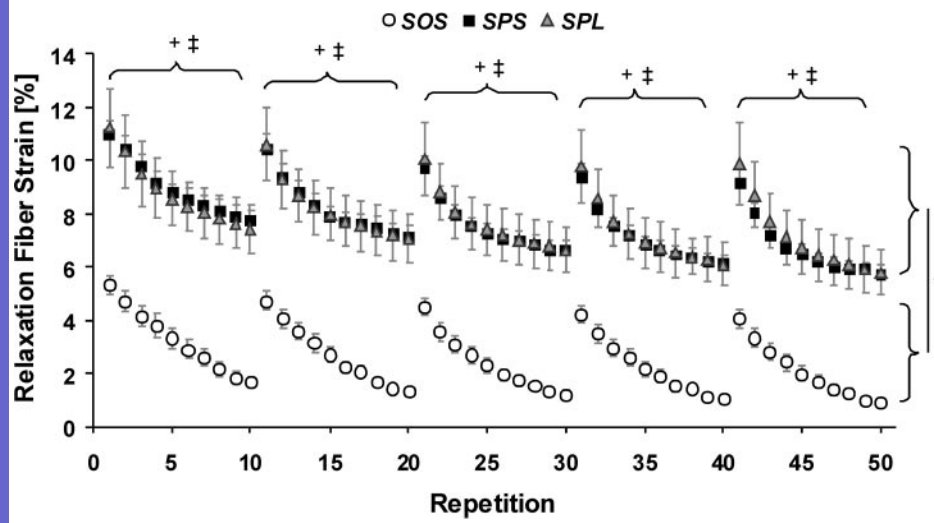 SOS SPS SPL
+ ‡ + ‡ + ‡ + ‡ + ‡
Relaxation Fiber Strain [%]
14
12
10
8
6
4
2
0
0 5 10 15 20 25 30 35 40 45 50
Repetition